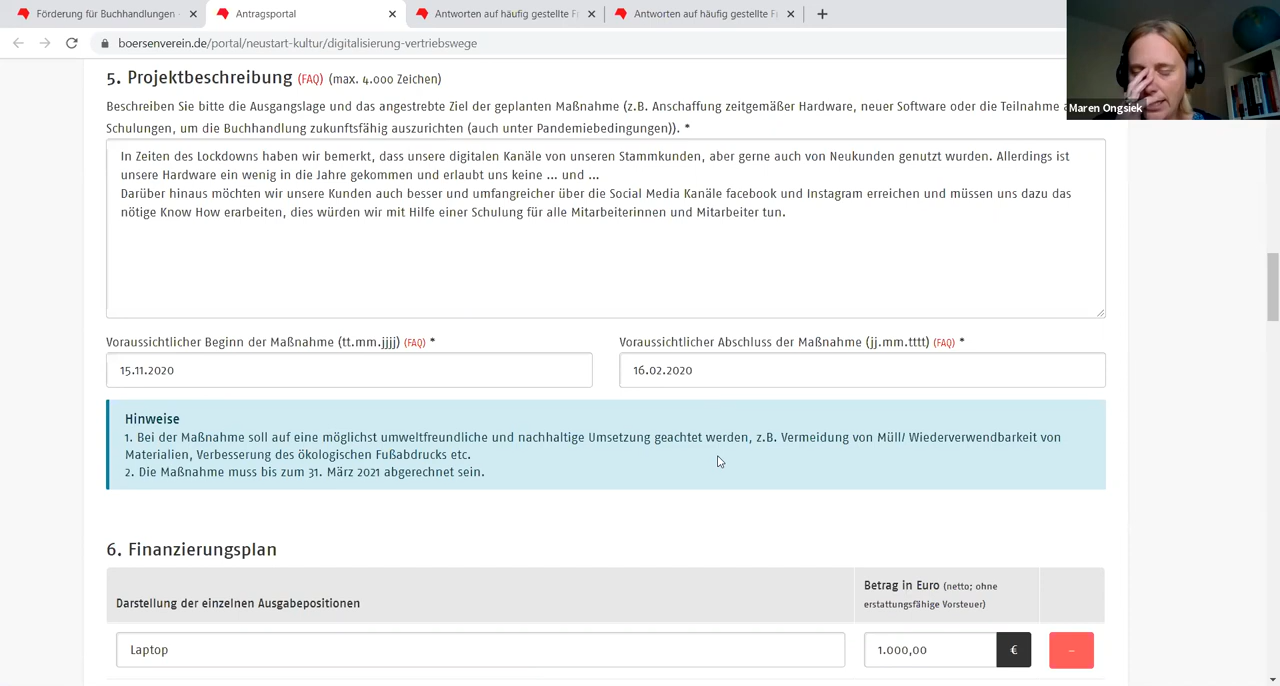 Förderung für Buchhandlungen
Antragsportal
Antworten auf häufig gestellte Fr
Antworten auf häufig gestellte Fr
boersenverein.de/portal/neustart-kultur/digitalisierung-vertriebswege
Maren Ongsiek
5. Projektbeschreibung (FAQ) (max. 4.000 Zeichen)
Beschreiben Sie bitte die Ausgangslage und das angestrebte Ziel der geplanten Maßnahme (z.B. Anschaffung zeitgemäßer Hardware, neuer Software oder die Teilnahme
Schulungen, um die Buchhandlung zukunftsfähig auszurichten (auch unter Pandemiebedingungen)). *
In Zeiten des Lockdowns haben wir bemerkt, dass unsere digitalen Kanäle von unseren Stammkunden, aber gerne auch von Neukunden genutzt wurden. Allerdings ist
unsere Hardware ein wenig in die Jahre gekommen und erlaubt uns keine ... und ...
Darüber hinaus möchten wir unsere Kunden auch besser und umfangreicher über die Social Media Kanäle facebook und Instagram erreichen und müssen uns dazu das
nötige Know How erarbeiten, dies würden wir mit Hilfe einer Schulung für alle Mitarbeiterinnen und Mitarbeiter tun.
Voraussichtlicher Beginn der Maßnahme (tt.mm.jjjj) (FAQ) *
Voraussichtlicher Abschluss der Maßnahme (jj.mm.tttt) (FAQ) *
15.11.2020
16.02.2020
Hinweise
1. Bei der Maßnahme soll auf eine möglichst umweltfreundliche und nachhaltige Umsetzung geachtet werden, z.B. Vermeidung von Müll/ Wiederverwendbarkeit von
Materialien, Verbesserung des ökologischen Fußabdrucks etc.
2. Die Maßnahme muss bis zum 31. März 2021 abgerechnet sein.
6. Finanzierungsplan
Darstellung der einzelnen Ausgabepositionen
Betrag in Euro (netto; ohne
erstattungsfähige Vorsteuer)
Laptop
1.000,00
€
–